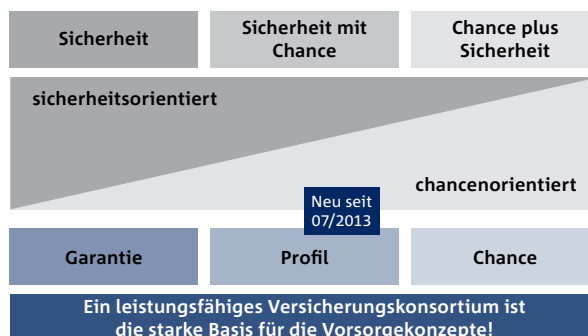 Sicherheit
Sicherheit mit
Chance
Chance plus
Sicherheit
sicherheitsorientiert
chancenorientiert
Neu seit
07/2013
Garantie
Profil
Chance
Ein leistungsfähiges Versicherungskonsortium ist
die starke Basis für die Vorsorgekonzepte!